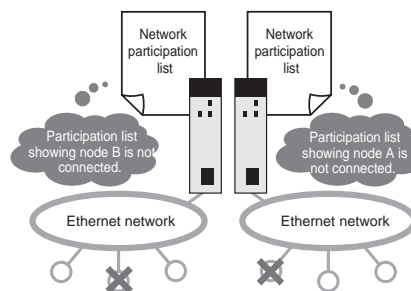 Network
participation
list
Network
participation
list
Participation list
showing node B is not
connected.
Participation list
showing node A is
not connected.
Ethernet network
Ethernet network